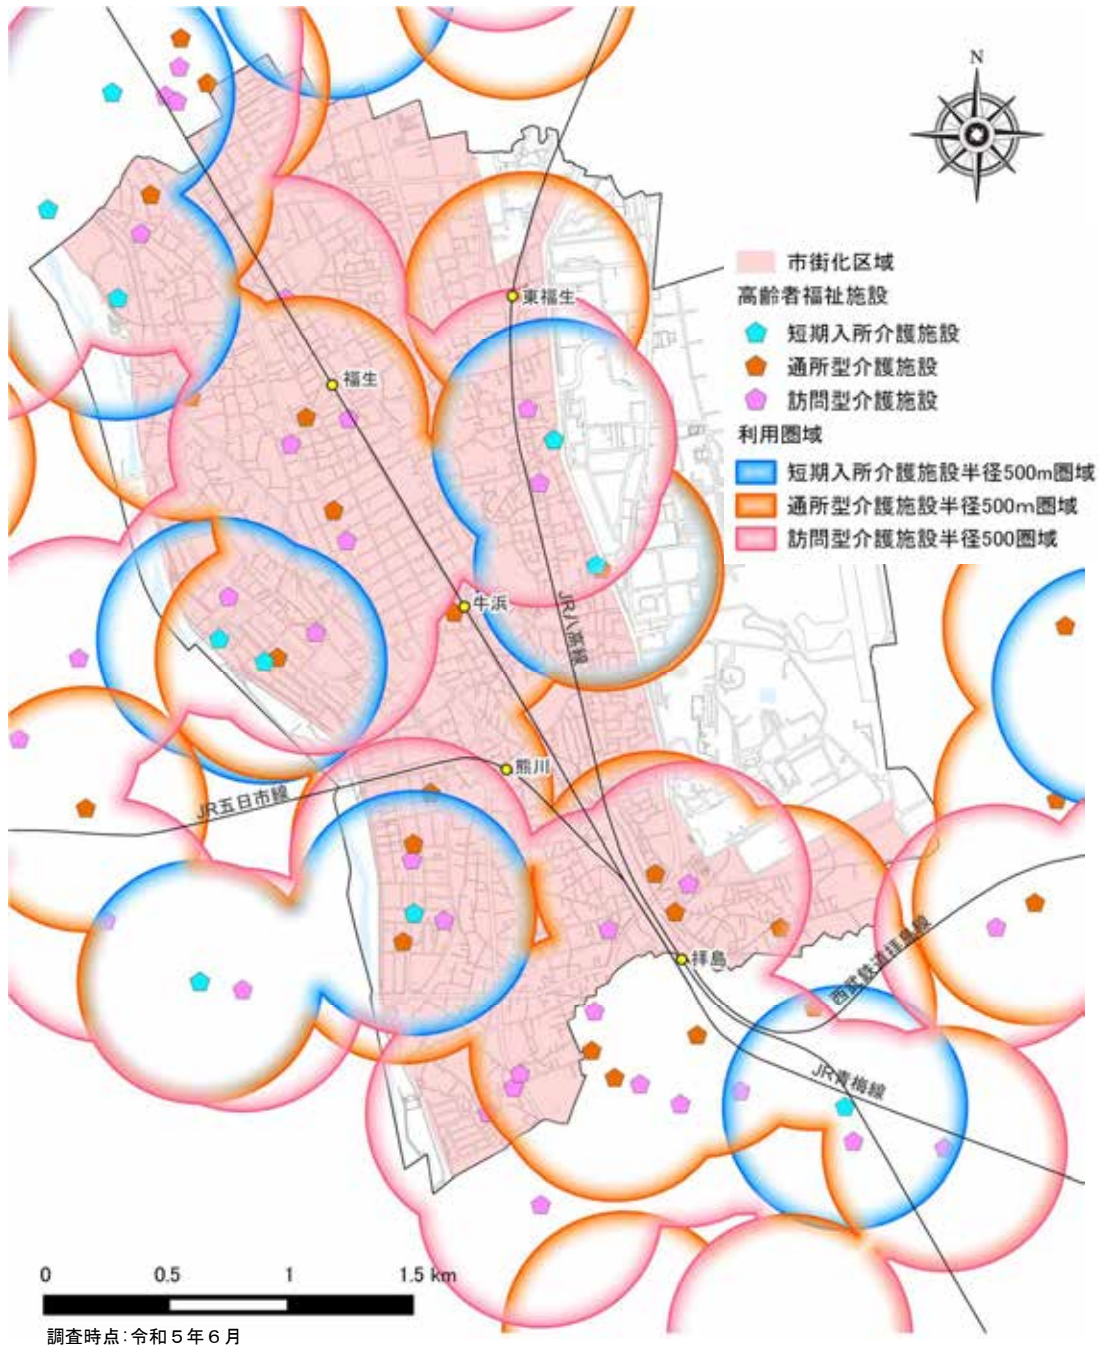 N
市街化区域
高齢者福祉施設
短期入所介護施設
通所型介護施設
訪問型介護施設
利用圏域
短期入所介護施設半径500m圏域
通所型介護施設半径500m圏域
訪問型介護施設半径500圏域
東福生
福生
牛浜
JR八高線
熊川
JR五日市線
拝島
西武鉄道拝島線
JR青梅線
0 0.5 1 1.5 km
調査時点:令和5年6月